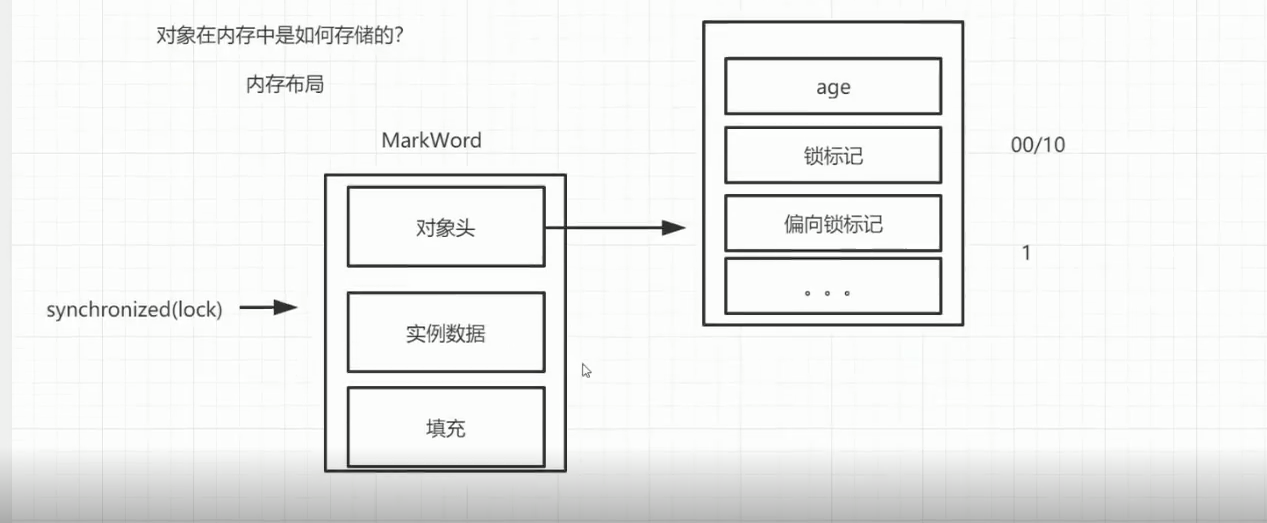 对象在内存中是如何存储的?
内存布局
MarkWord
对象头
synchronized(lock)
实例数据
填充
age
锁标记
00/10
偏向锁标记
1
。。。